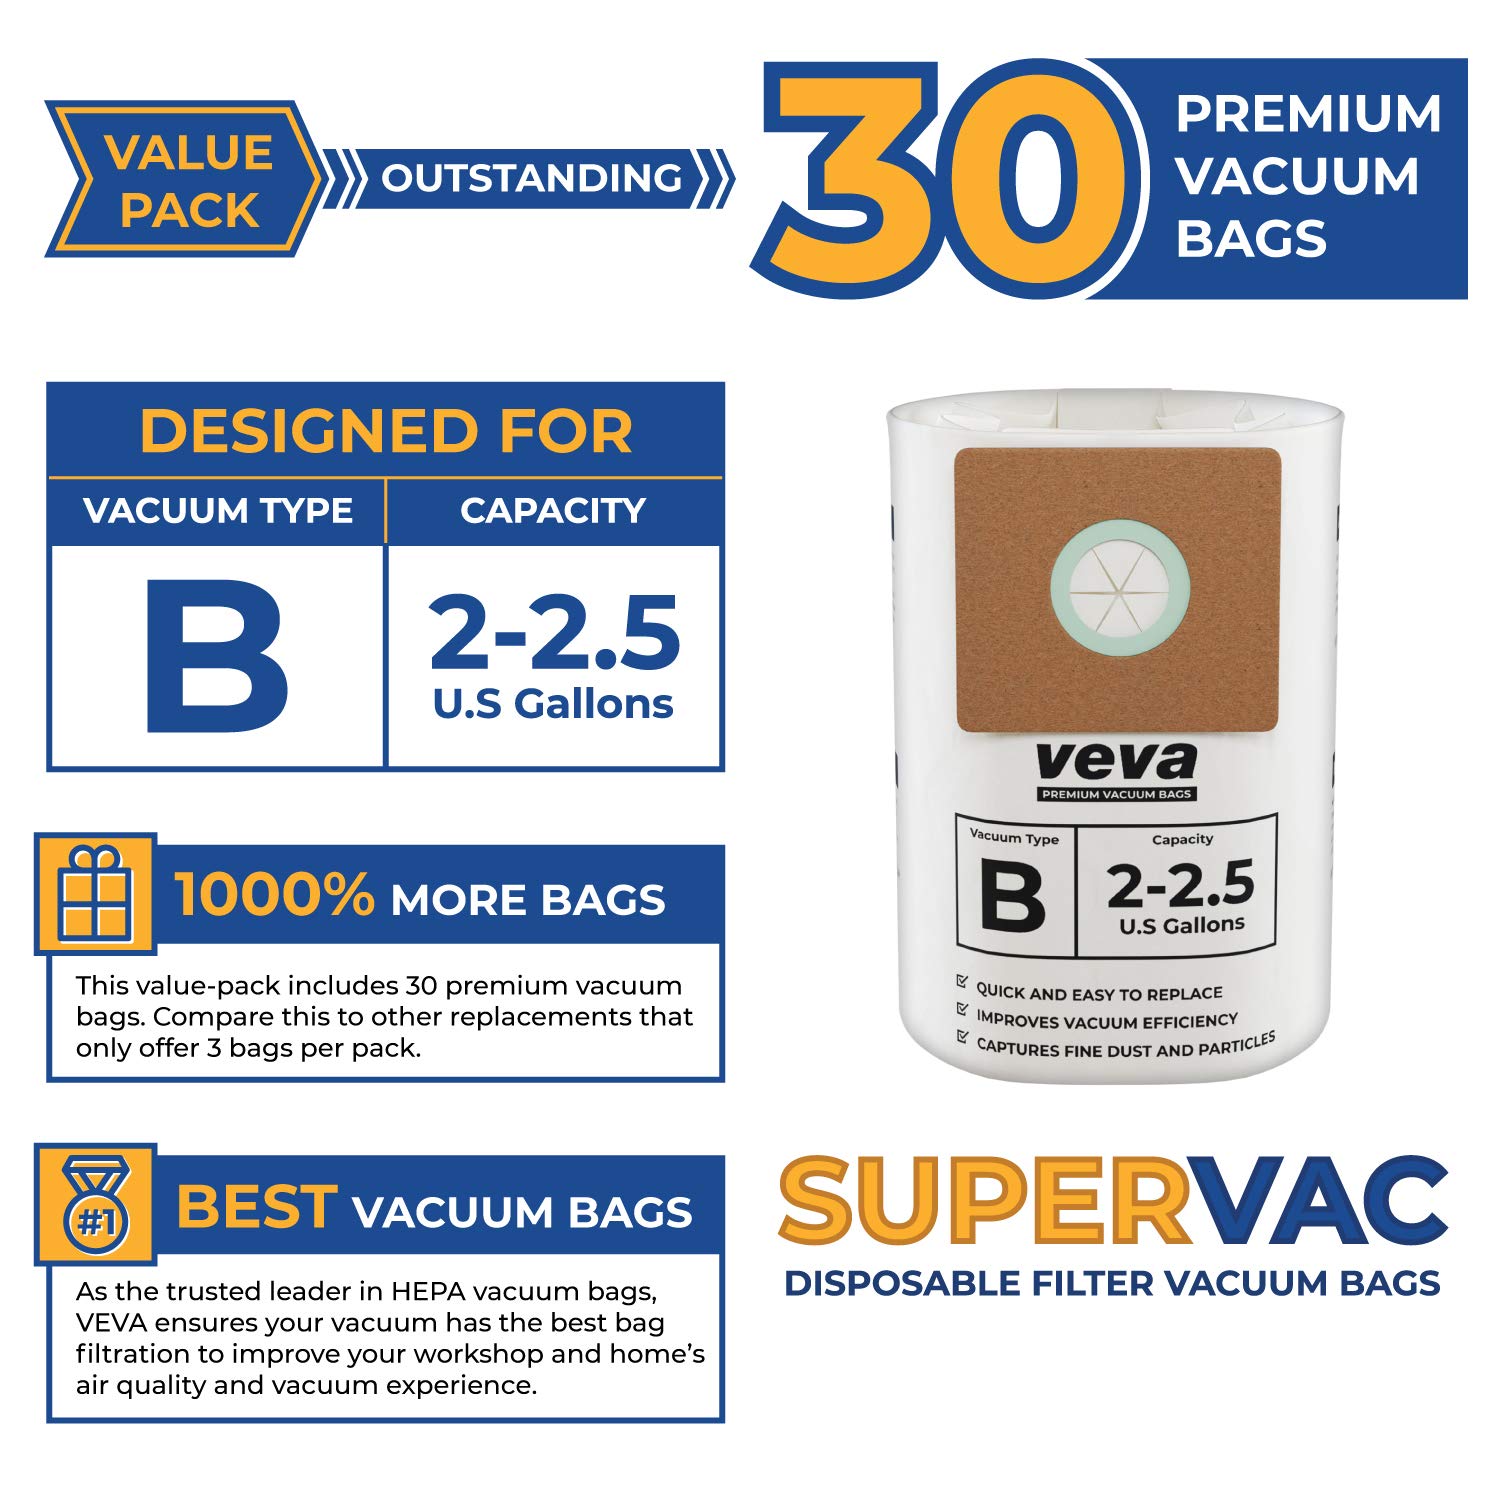 VALUE
PACK
OUTSTANDING
30
PREMIUM
VACUUM
BAGS
DESIGNED FOR
VACUUM TYPE
CAPACITY
B
2-2.5
U.S Gallons
1000% MORE BAGS
This value-pack includes 30 premium vacuum
bags. Compare this to other replacements that
only offer 3 bags per pack.
#1
BEST VACUUM BAGS
As the trusted leader in HEPA vacuum bags,
VEVA ensures your vacuum has the best bag
filtration to improve your workshop and home's
air quality and vacuum experience.
veva
PREMIUM VACUUM BAGS
Vacuum Type
Capacity
B
2-2.5
U.S Gallons
QUICK AND EASY TO REPLACE
IMPROVES VACUUM EFFICIENCY
CAPTURES FINE DUST AND PARTICLES
SUPERVAC
DISPOSABLE FILTER VACUUM BAGS